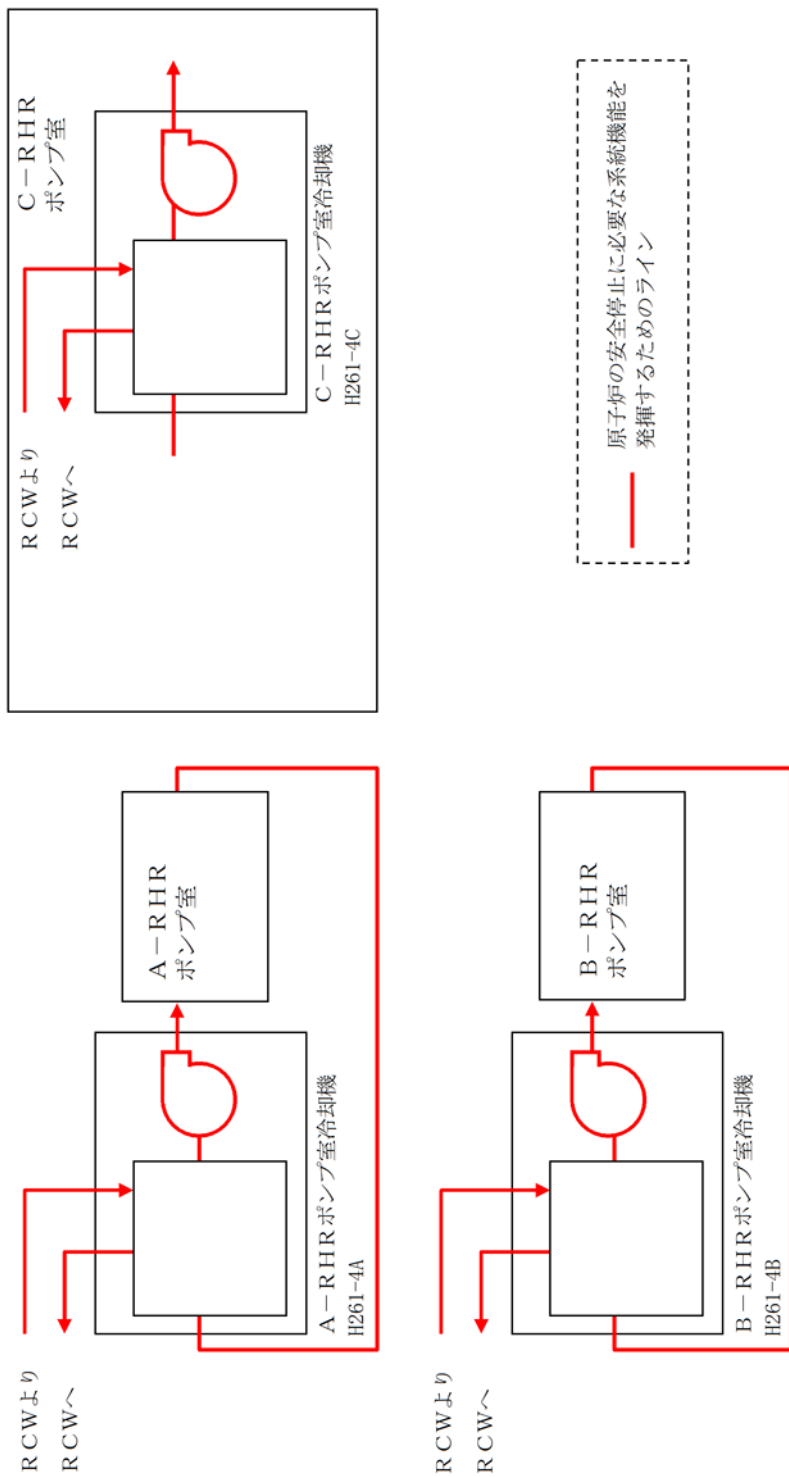 RCWより
RCWへ
A-RHR
ポンプ室
A-RHRポンプ室冷却機
H261-4A
RCWより
RCWへ
C-RHR
ポンプ室
C-RHRポンプ室冷却機
H261-4C
RCWより
RCWへ
B-RHR
ポンプ室
B-RHRポンプ室冷却機
H261-4B
原子炉の安全停止に必要な系統機能を
発揮するためのライン